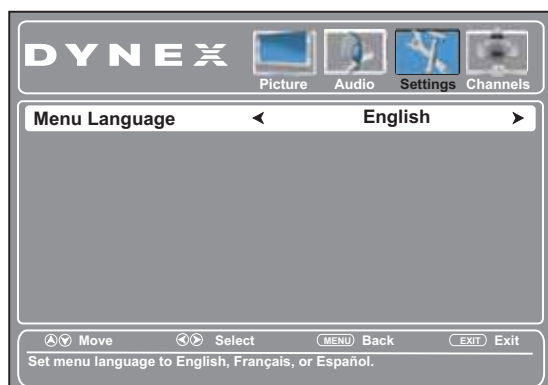 DYNEX
Picture Audio Settings Channels
Menu Language English
Move Select MENU Back EXIT Exit
Set menu language to English, Français, or Español.